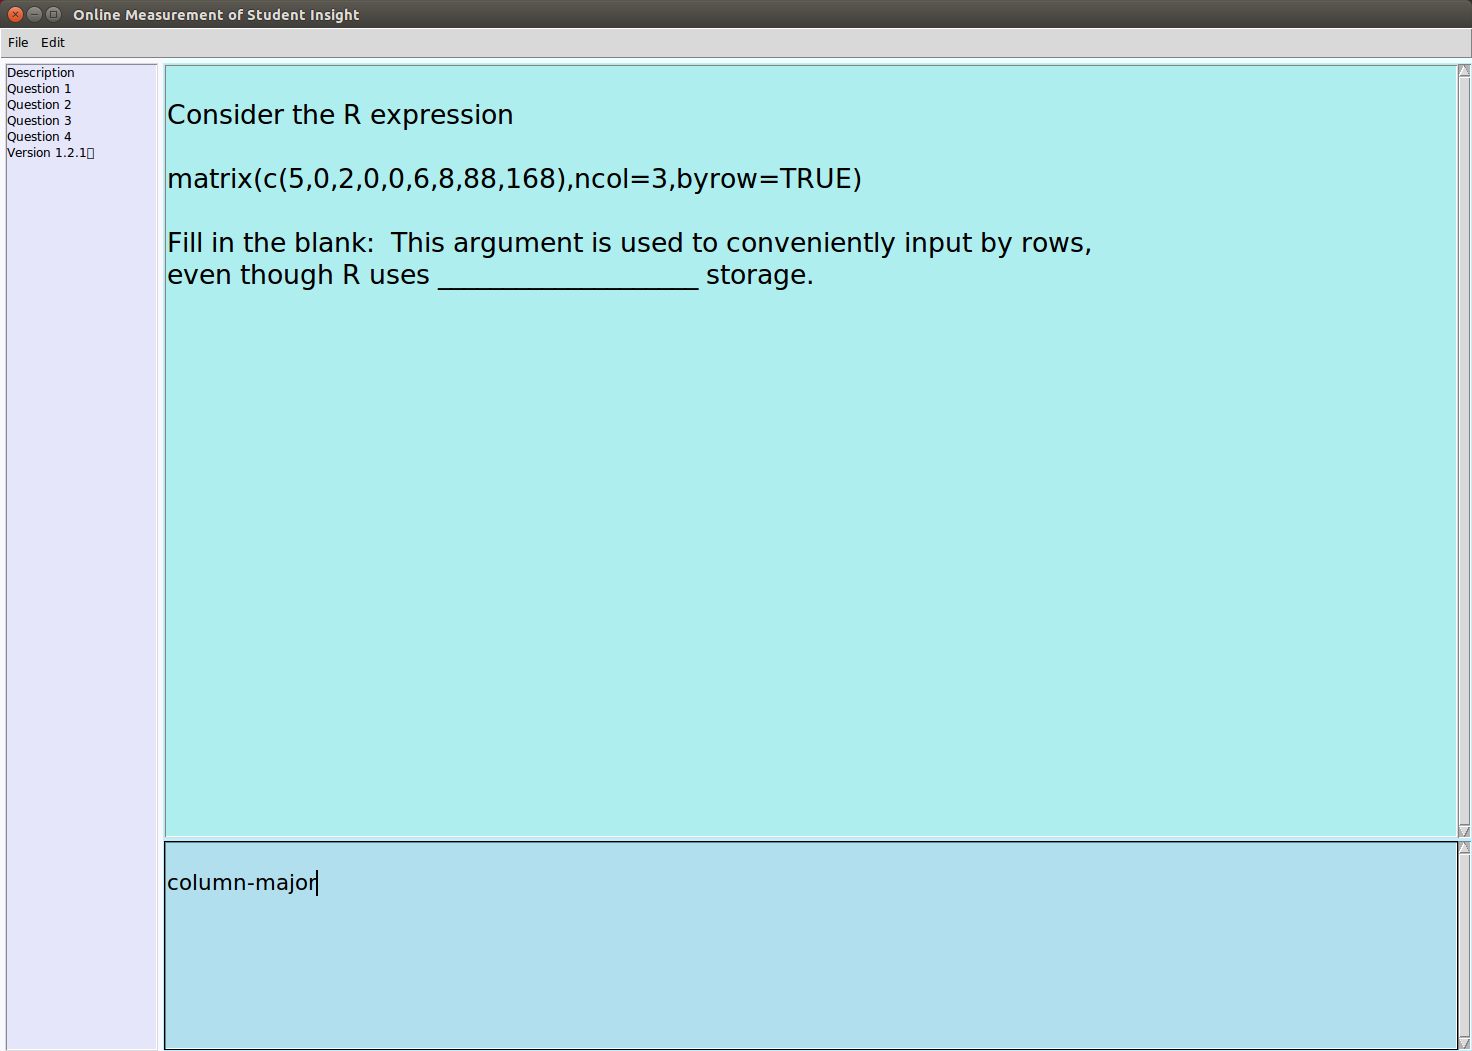 Online Measurement of Student Insight
File Edit
Description
Question 1
Question 2
Question 3
Question 4
Version 1.2.1
Consider the R expression
matrix(c(5,0,2,0,0,6,8,88,168),ncol=3,byrow=TRUE)
Fill in the blank:  This argument is used to conveniently input by rows,
even though R uses ____________________ storage.
column-major